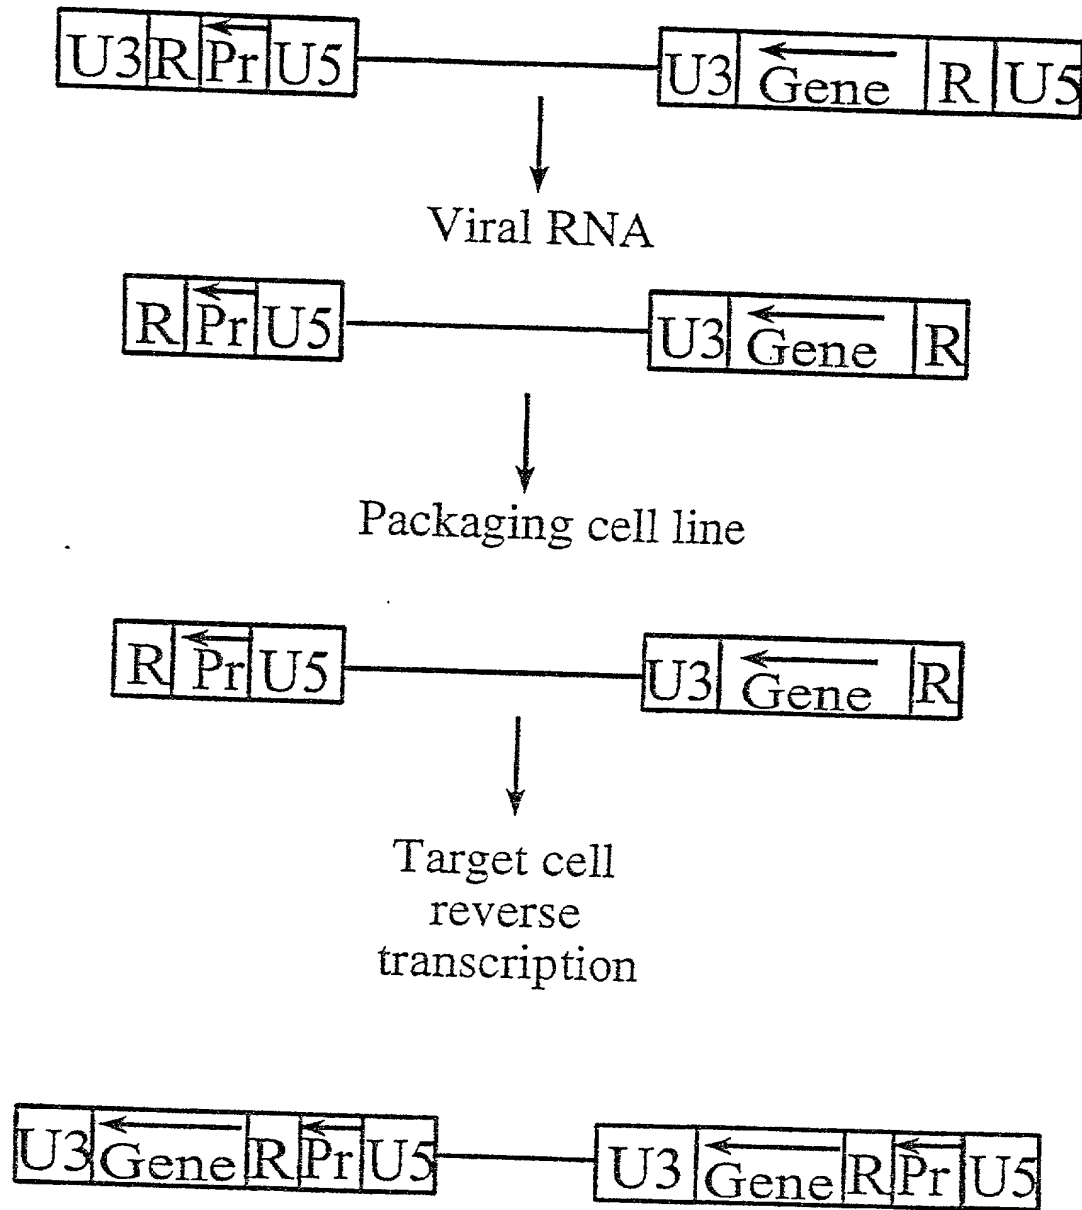 U3 R Pr U5 U3 Gene R U5
Viral RNA
R Pr U5 U3 Gene R
Packaging cell line
R Pr U5 U3 Gene R
Target cell
reverse
transcription
U3 Gene R Pr U5 U3 Gene R Pr U5